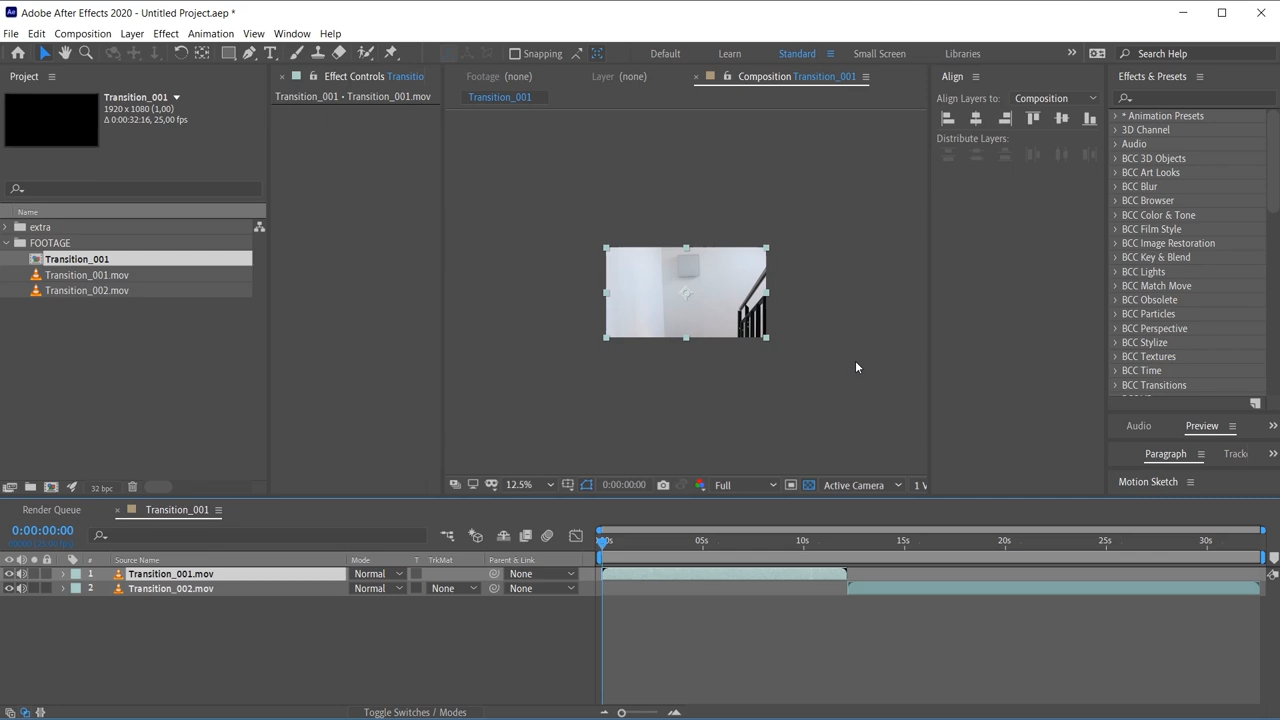 Adobe After Effects 2020 - Untitled Project.aep *
File Edit Composition Layer Effect Animation View Window Help
Snapping Default Learn Standard Small Screen Libraries Search Help
Project
Transition_001
1920 x 1080 (1,00)
Δ 0:00:32:16, 25,00 fps
Name
extra
FOOTAGE
Transition_001
Transition_001.mov
Transition_002.mov
32 bpc
Effect Controls Transitio
Transition_001 • Transition_001.mov
Footage (none) Layer (none) Composition Transition_001
Transition_001
12.5% 0:00:00:00 Full Active Camera 1 V
Align
Align Layers to: Composition
Distribute Layers:
Effects & Presets
* Animation Presets
3D Channel
Audio
BCC 3D Objects
BCC Art Looks
BCC Blur
BCC Browser
BCC Color & Tone
BCC Film Style
BCC Image Restoration
BCC Key & Blend
BCC Lights
BCC Match Move
BCC Obsolete
BCC Particles
BCC Perspective
BCC Stylize
BCC Textures
BCC Time
BCC Transitions
Audio Preview
Paragraph Track
Motion Sketch
Render Queue Transition_001
0:00:00:00
05s 10s 15s 20s 25s 30s
# Source Name Mode T TrkMat Parent & Link
1 Transition_001.mov Normal None
2 Transition_002.mov Normal None None
Toggle Switches / Modes